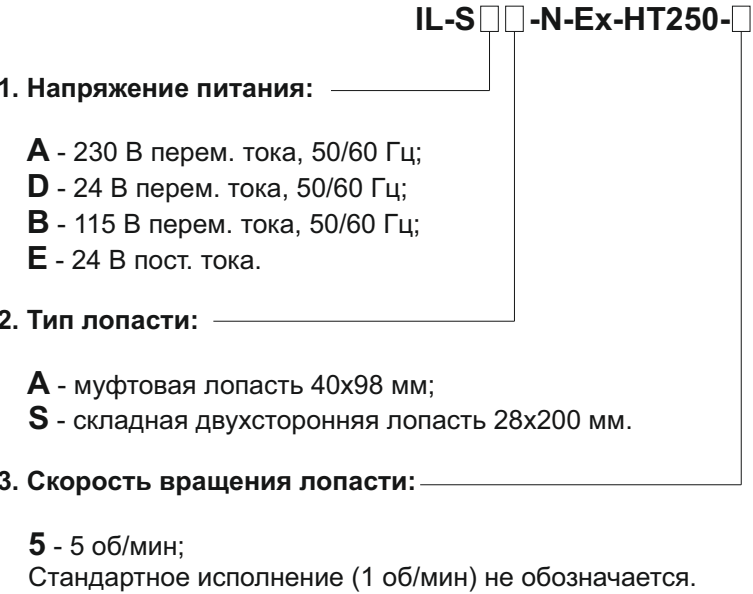 IL-S□□-N-Ex-HT250-□
1. Напряжение питания:
A - 230 В перем. тока, 50/60 Гц;
D - 24 В перем. тока, 50/60 Гц;
B - 115 В перем. тока, 50/60 Гц;
E - 24 В пост. тока.
2. Тип лопасти:
A - муфтовая лопасть 40х98 мм;
S - складная двухсторонняя лопасть 28х200 мм.
3. Скорость вращения лопасти:
5 - 5 об/мин;
Стандартное исполнение (1 об/мин) не обозначается.